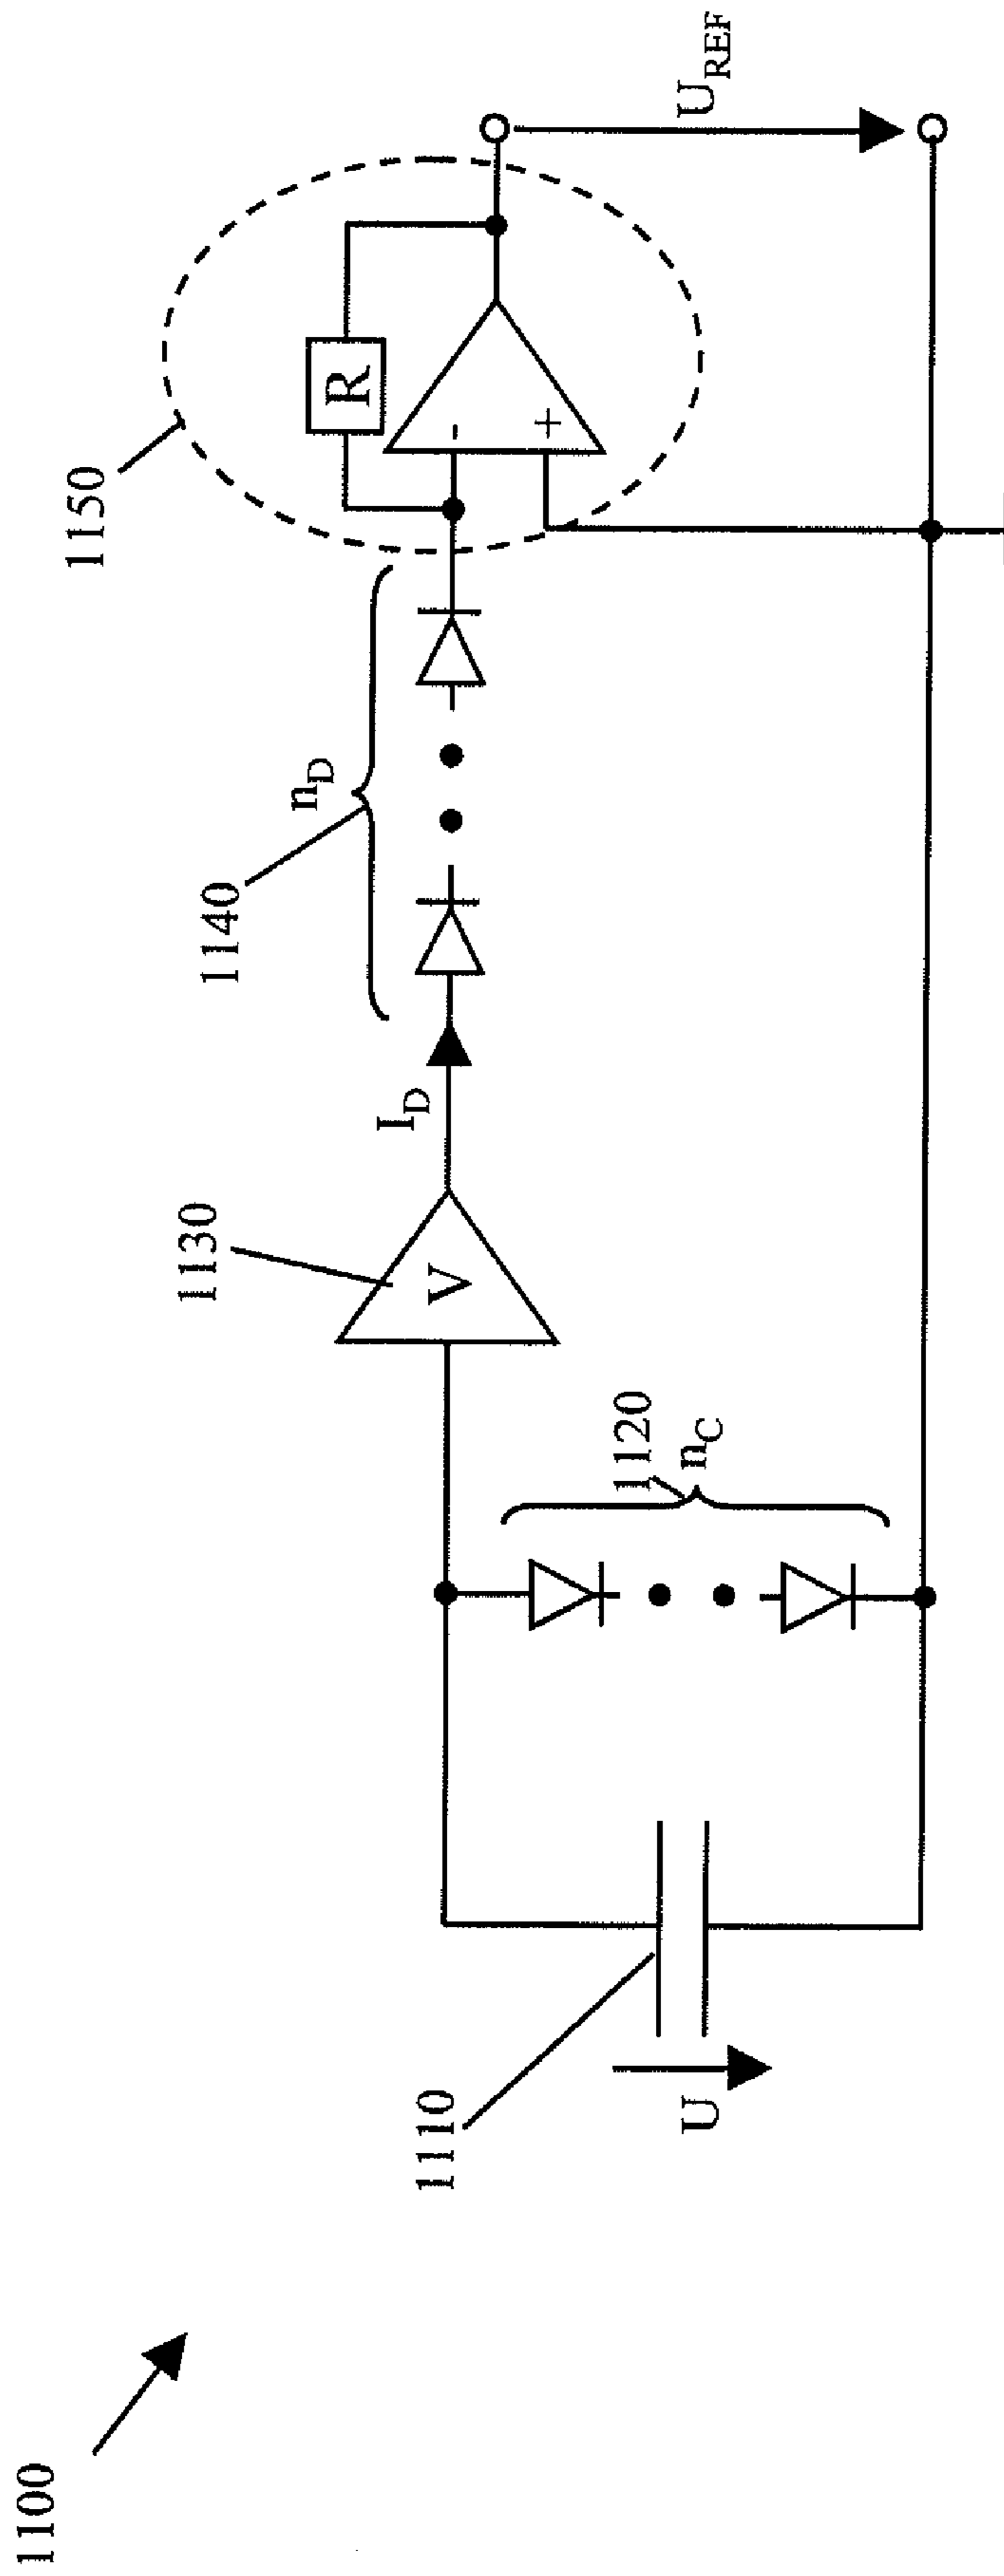 1100
1110
U
1120
n_C
1130
V
I_D
1140
n_D
1150
R
-
+
U_REF